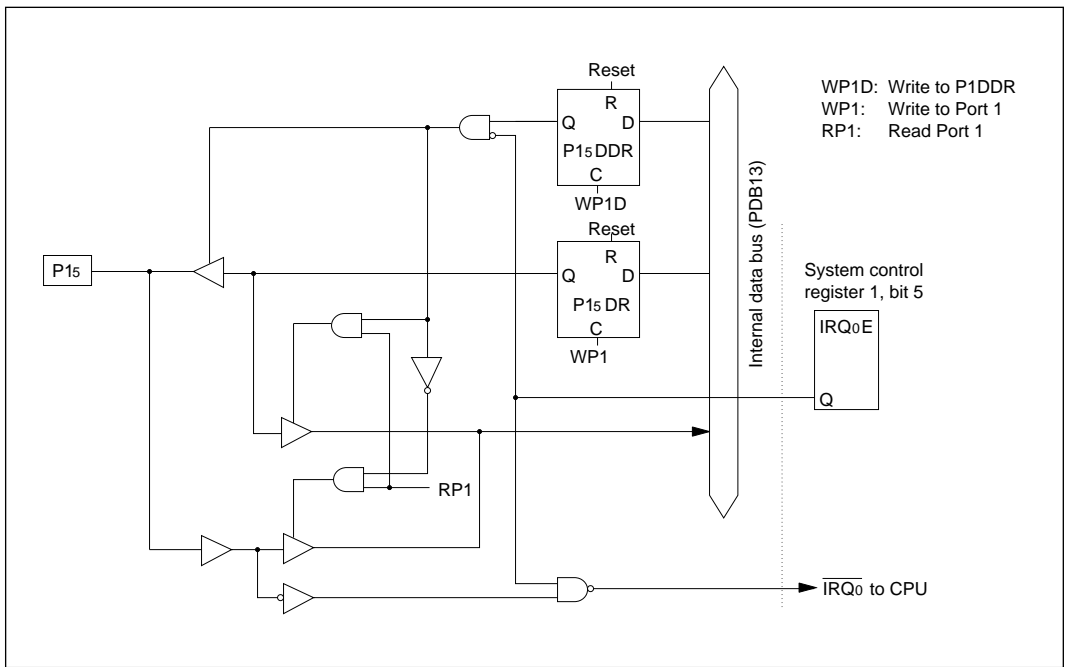 Reset
R
Q
D
P15 DDR
C
WP1D
Reset
R
Q
D
P15 DR
C
WP1
P15
RP1
Internal data bus (PDB13)
WP1D: Write to P1DDR
WP1: Write to Port 1
RP1: Read Port 1
System control
register 1, bit 5
IRQ0E
Q
IRQ0 to CPU